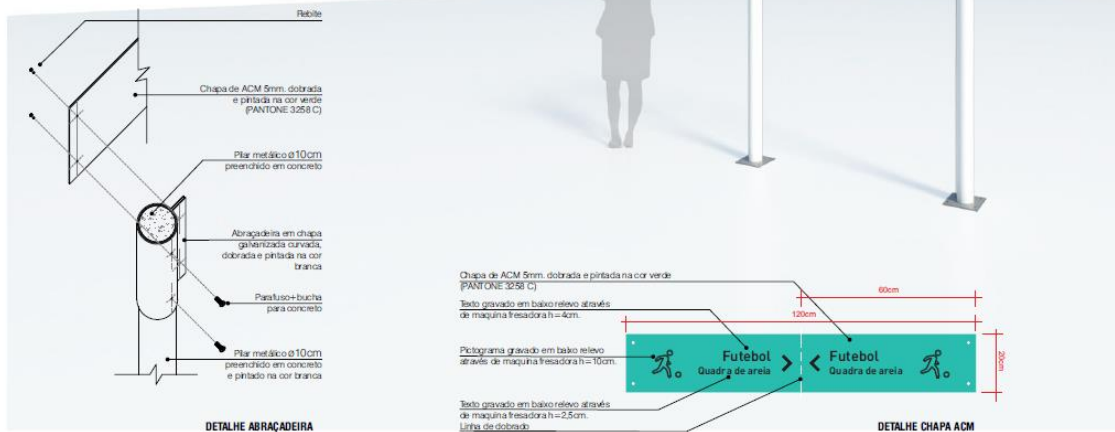 Rebite
Chapa de ACM 5mm. dobrada
e pintada na cor verde
(PANTONE 3258 C)
Pilar metálico ø10cm
preenchido em concreto
Abraçadeira em chapa
galvanizada curvada,
dobrada e pintada na cor
branca
Parafuso+bucha
para concreto
Pilar metálico ø10cm
preenchido em concreto
e pintado na cor branca
DETALHE ABRAÇADEIRA
Chapa de ACM 5mm. dobrada e pintada na cor verde
(PANTONE 3258 C)
Texto gravado em baixo relevo através
de maquina fresadora h=4cm.
Pictograma gravado em baixo relevo
através de maquina fresadora h=10cm.
Texto gravado em baixo relevo através
de maquina fresadora h=2,5cm.
Linha de dobrado
60cm
120cm
20cm
Futebol
Quadra de areia
Futebol
Quadra de areia
DETALHE CHAPA ACM